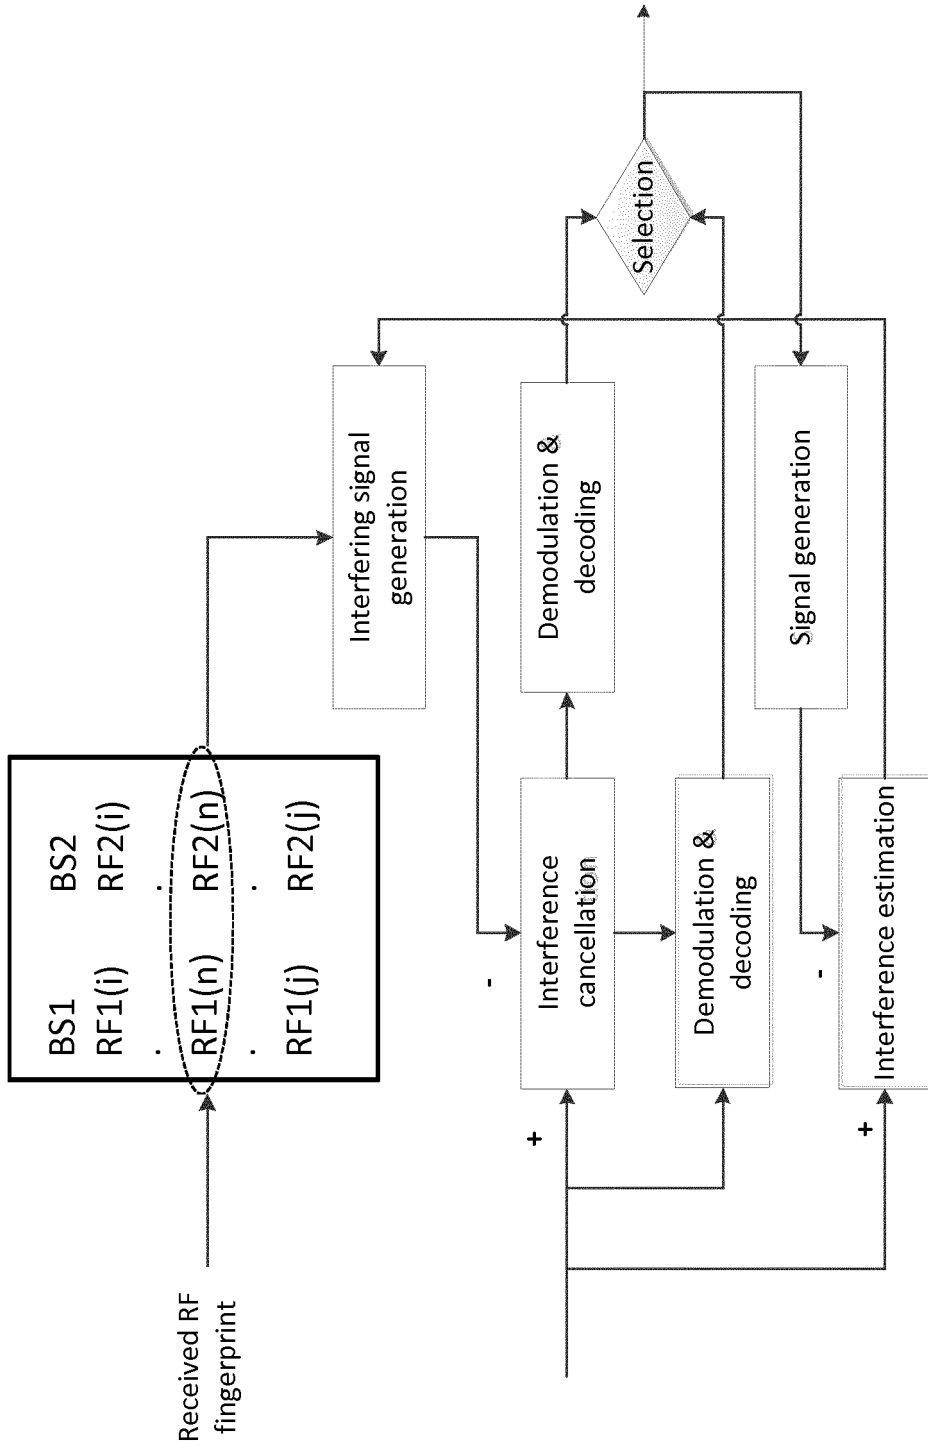 Received RF
fingerprint
BS1 BS2
RF1(i) RF2(i)
. .
RF1(n) RF2(n)
. .
RF1(j) RF2(j)
Interfering signal
generation
-
+
Interference
cancellation
Demodulation &
decoding
Selection
Demodulation &
decoding
Signal generation
-
+
Interference estimation